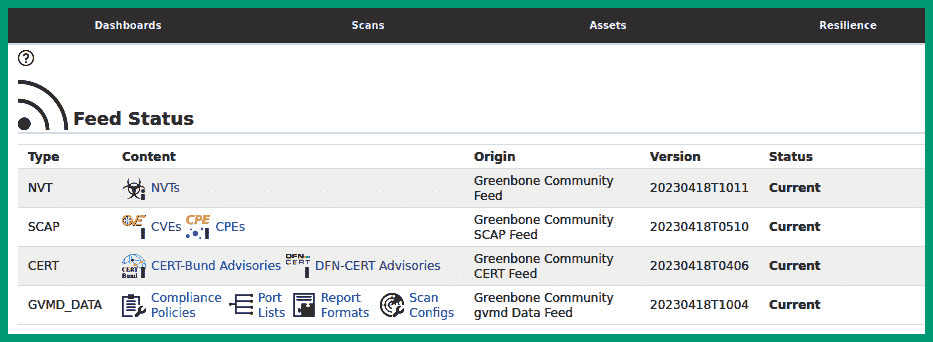 Dashboards Scans Assets Resilience
?
Feed Status
Type Content Origin Version Status
NVT NVTs Greenbone Community Feed 20230418T1011 Current
SCAP CVE CVEs CPE CPEs Greenbone Community SCAP Feed 20230418T0510 Current
CERT CERT Bund CERT-Bund Advisories DFN CERT DFN-CERT Advisories Greenbone Community CERT Feed 20230418T0406 Current
GVMD_DATA Compliance Policies Port Lists Report Formats Scan Configs Greenbone Community gvmd Data Feed 20230418T1004 Current